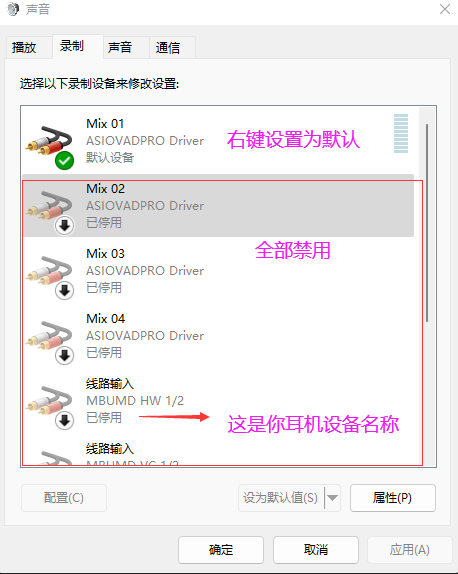 声音
播放
录制
声音
通信
选择以下录制设备来修改设置:
Mix 01
ASIOVADPRO Driver
默认设备
右键设置为默认
Mix 02
ASIOVADPRO Driver
已停用
全部禁用
Mix 03
ASIOVADPRO Driver
已停用
Mix 04
ASIOVADPRO Driver
已停用
线路输入
MBUMD HW 1/2
已停用
这是你耳机设备名称
线路输入
MBUMD VC 1/2
配置(C)
设为默认值(S)
属性(P)
确定
取消
应用(A)